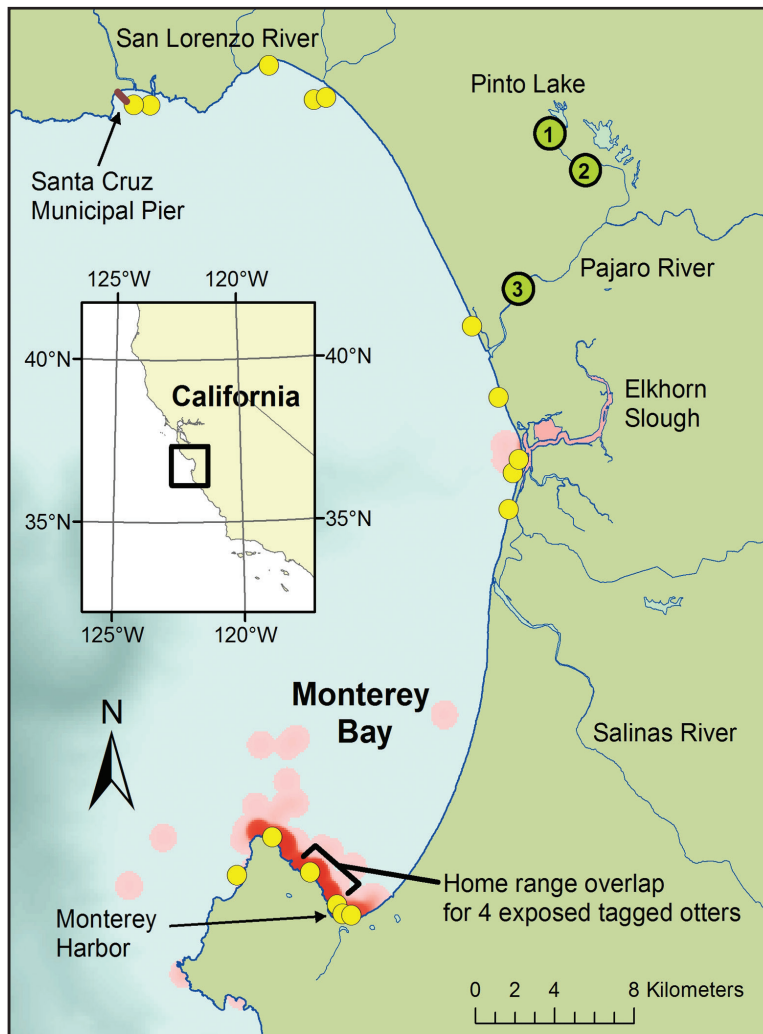 San Lorenzo River
Pinto Lake
1
2
Santa Cruz
Municipal Pier
Pajaro River
3
125°W
120°W
40°N
40°N
California
Elkhorn
Slough
35°N
35°N
125°W
120°W
Monterey
Bay
N
Salinas River
Home range overlap
for 4 exposed tagged otters
Monterey
Harbor
0 2 4 8 Kilometers